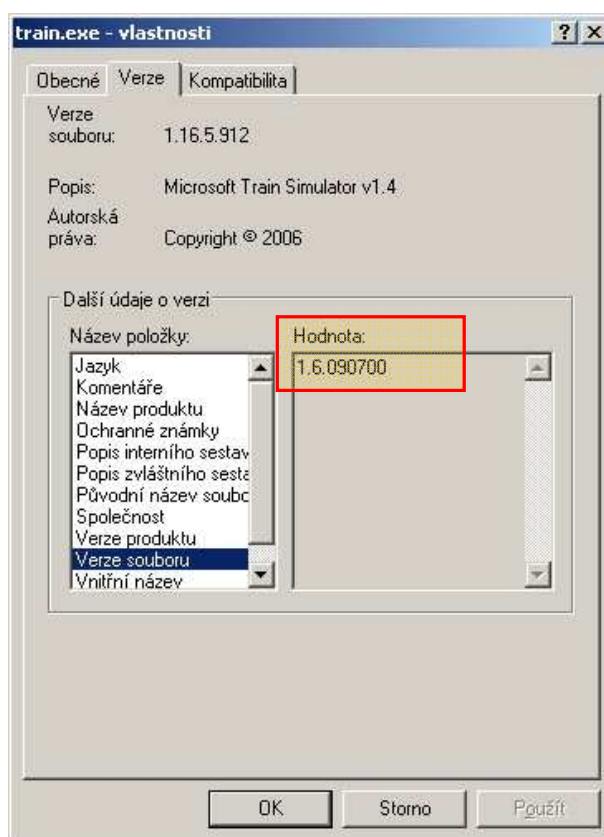 train.exe - vlastnosti
Obecné Verze Kompatibilita
Verze
souboru: 1.16.5.912
Popis: Microsoft Train Simulator v1.4
Autorská
práva: Copyright © 2006
Další údaje o verzi
Název položky: Hodnota:
Jazyk 1.6.090700
Komentáře
Název produktu
Ochranné známky
Popis interního sestav
Popis zvláštního sesta
Původní název soubo
Společnost
Verze produktu
Verze souboru
Vnitřní název
OK Storno Použít